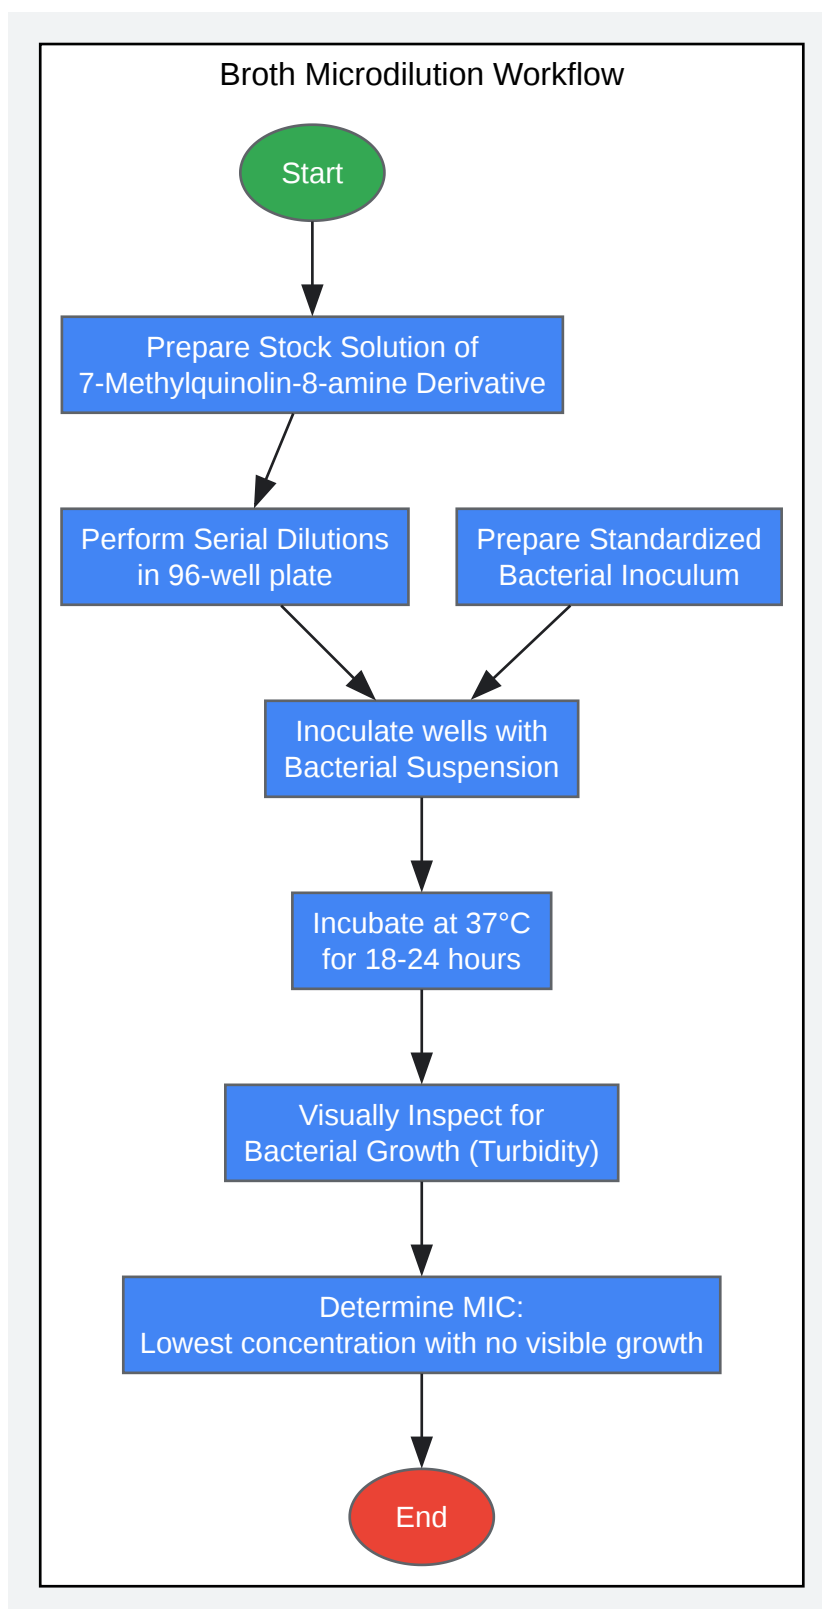 Broth Microdilution Workflow
Start
Prepare Stock Solution of
7-Methylquinolin-8-amine Derivative
Perform Serial Dilutions
in 96-well plate
Prepare Standardized
Bacterial Inoculum
Inoculate wells with
Bacterial Suspension
Incubate at 37°C
for 18-24 hours
Visually Inspect for
Bacterial Growth (Turbidity)
Determine MIC:
Lowest concentration with no visible growth
End